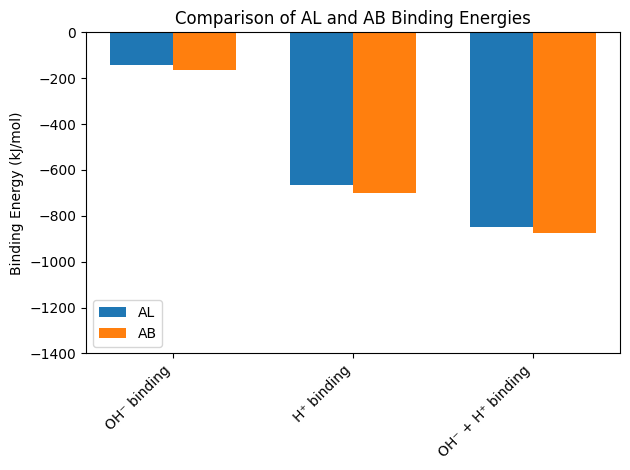 Comparison of AL and AB Binding Energies
Binding Energy (kJ/mol)
0
−200
−400
−600
−800
−1000
−1200
−1400
AL
AB
OH⁻ binding
H⁺ binding
OH⁻ + H⁺ binding